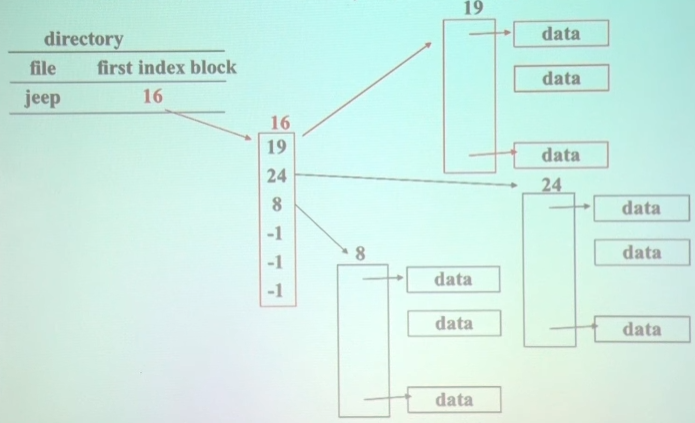 directory
file first index block
jeep 16
16
19
24
8
-1
-1
-1
19
data
data
data
24
data
data
data
8
data
data
data